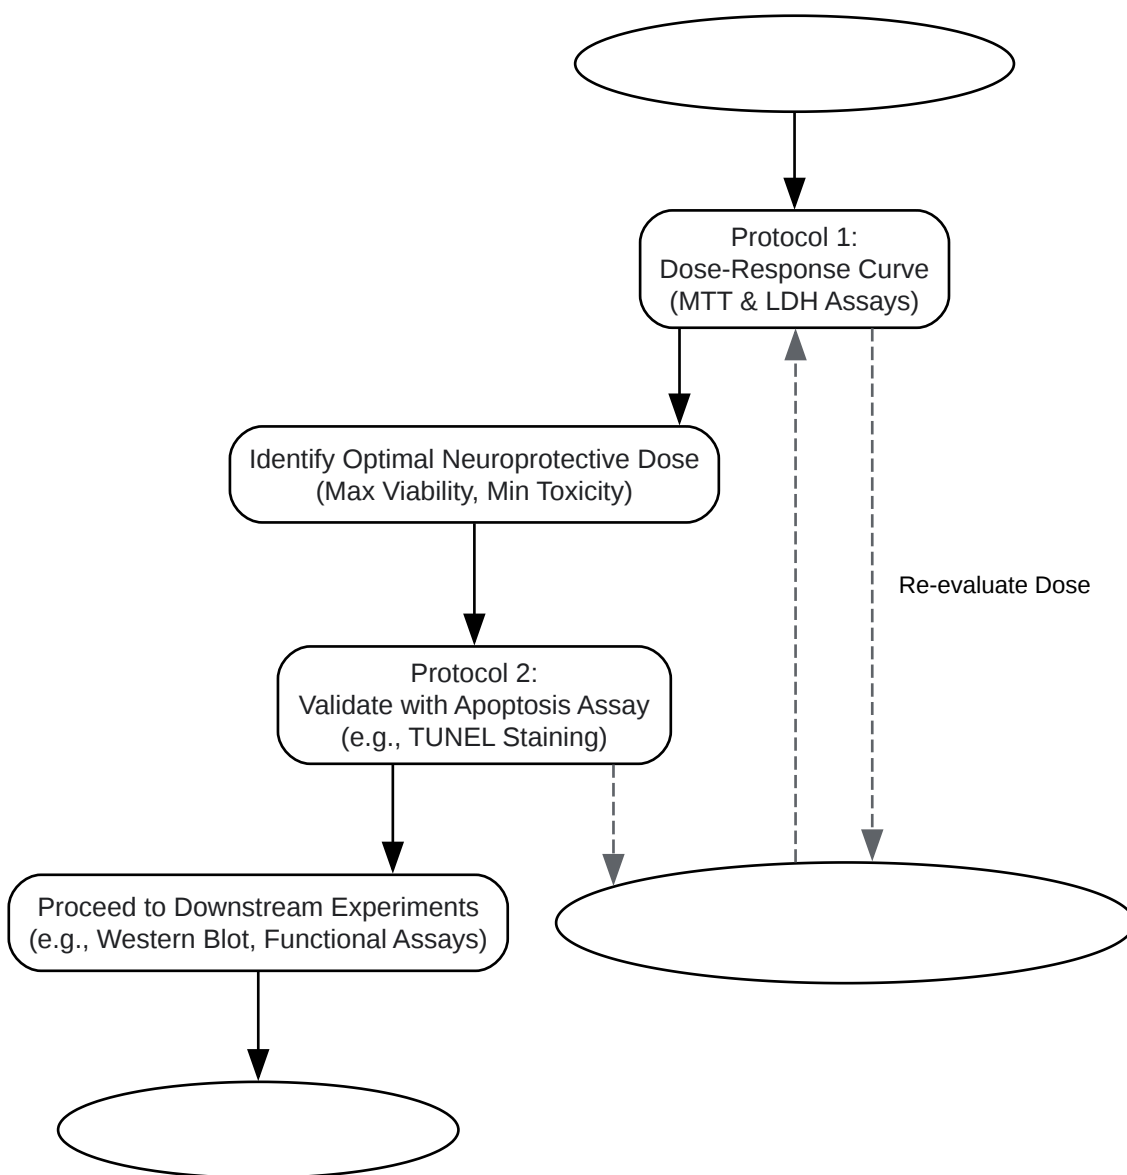 Protocol 1:
Dose-Response Curve
(MTT & LDH Assays)
Identify Optimal Neuroprotective Dose
(Max Viability, Min Toxicity)
Re-evaluate Dose
Protocol 2:
Validate with Apoptosis Assay
(e.g., TUNEL Staining)
Proceed to Downstream Experiments
(e.g., Western Blot, Functional Assays)